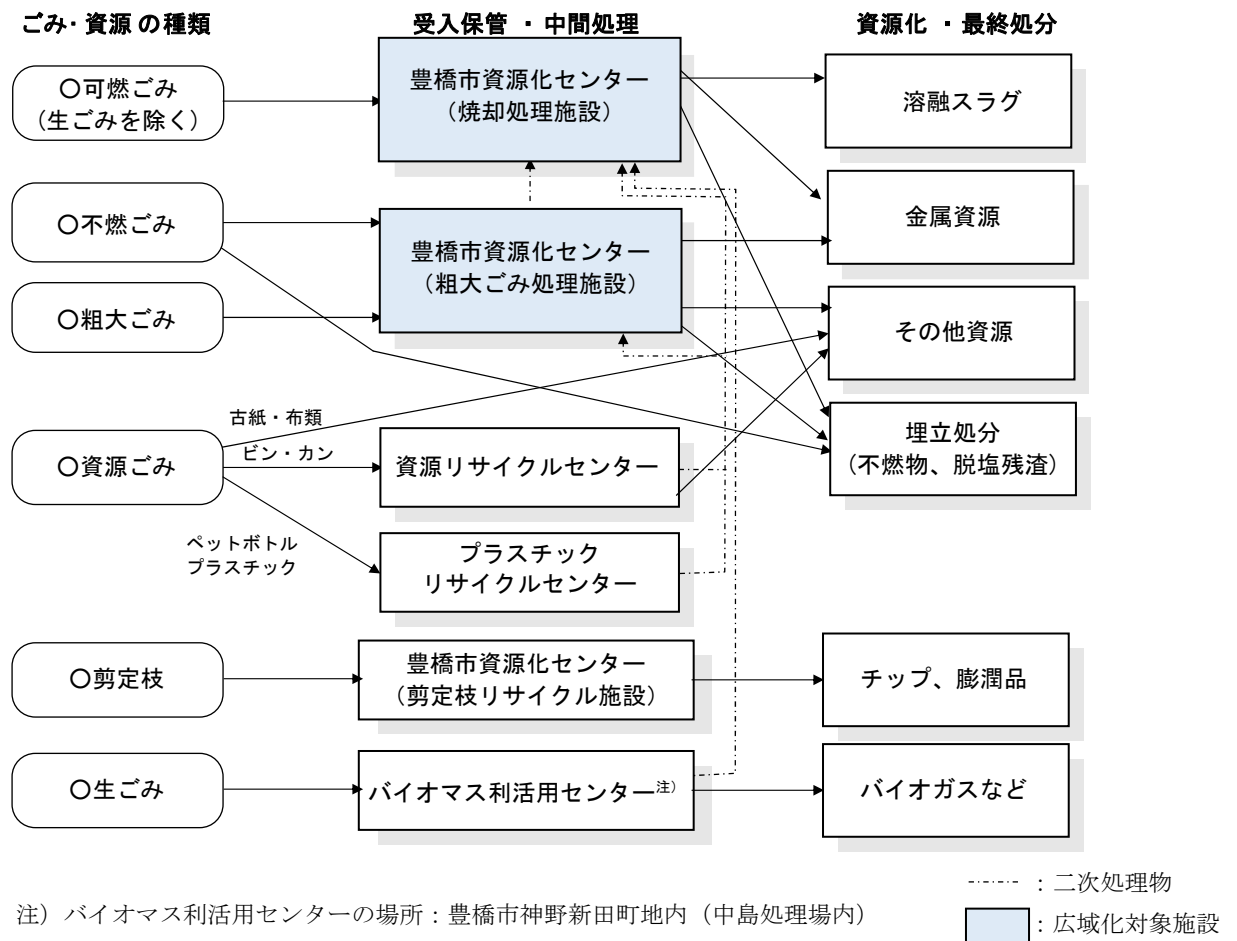 ごみ・資源の種類
受入保管・中間処理
資源化・最終処分
〇可燃ごみ
(生ごみを除く)
豊橋市資源化センター
(焼却処理施設)
溶融スラグ
〇不燃ごみ
豊橋市資源化センター
(粗大ごみ処理施設)
金属資源
〇粗大ごみ
その他資源
古紙・布類
〇資源ごみ
ビン・カン
資源リサイクルセンター
埋立処分
(不燃物、脱塩残渣)
ペットボトル
プラスチック
プラスチック
リサイクルセンター
〇剪定枝
豊橋市資源化センター
(剪定枝リサイクル施設)
チップ、膨潤品
〇生ごみ
バイオマス利活用センター注)
バイオガスなど
:二次処理物
注)バイオマス利活用センターの場所:豊橋市神野新田町地内(中島処理場内)
:広域化対象施設